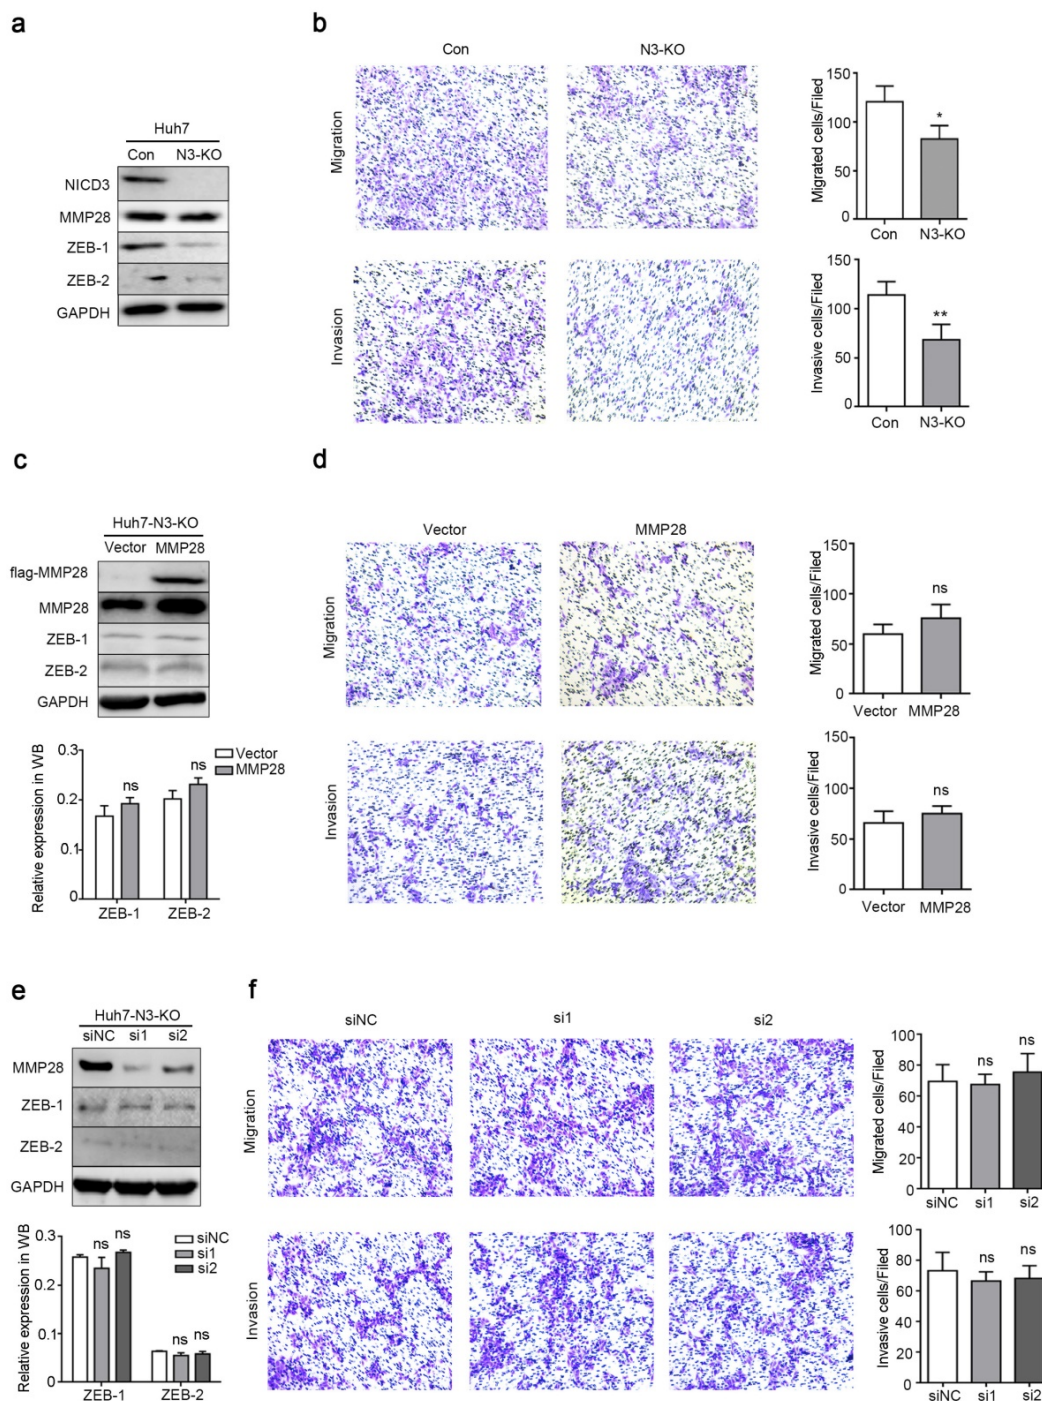 a
Huh7
Con N3-KO
NICD3
MMP28
ZEB-1
ZEB-2
GAPDH
b
Con N3-KO
Migration
Invasion
Migrated cells/Filed
150
100
50
0
*
Con N3-KO
Invasive cells/Filed
150
100
50
0
**
Con N3-KO
c
Huh7-N3-KO
Vector MMP28
flag-MMP28
MMP28
ZEB-1
ZEB-2
GAPDH
Relative expression in WB
0.3
0.2
0.1
0
ns
ns
Vector
MMP28
ZEB-1 ZEB-2
d
Vector MMP28
Migration
Invasion
Migrated cells/Filed
150
100
50
0
ns
Vector MMP28
Invasive cells/Filed
150
100
50
0
ns
Vector MMP28
e
Huh7-N3-KO
siNC si1 si2
MMP28
ZEB-1
ZEB-2
GAPDH
Relative expression in WB
0.3
0.2
0.1
0
ns ns
ns ns
siNC
si1
si2
ZEB-1 ZEB-2
f
siNC si1 si2
Migration
Invasion
Migrated cells/Filed
100
80
60
40
20
0
ns ns
siNC si1 si2
Invasive cells/Filed
100
80
60
40
20
0
ns ns
siNC si1 si2